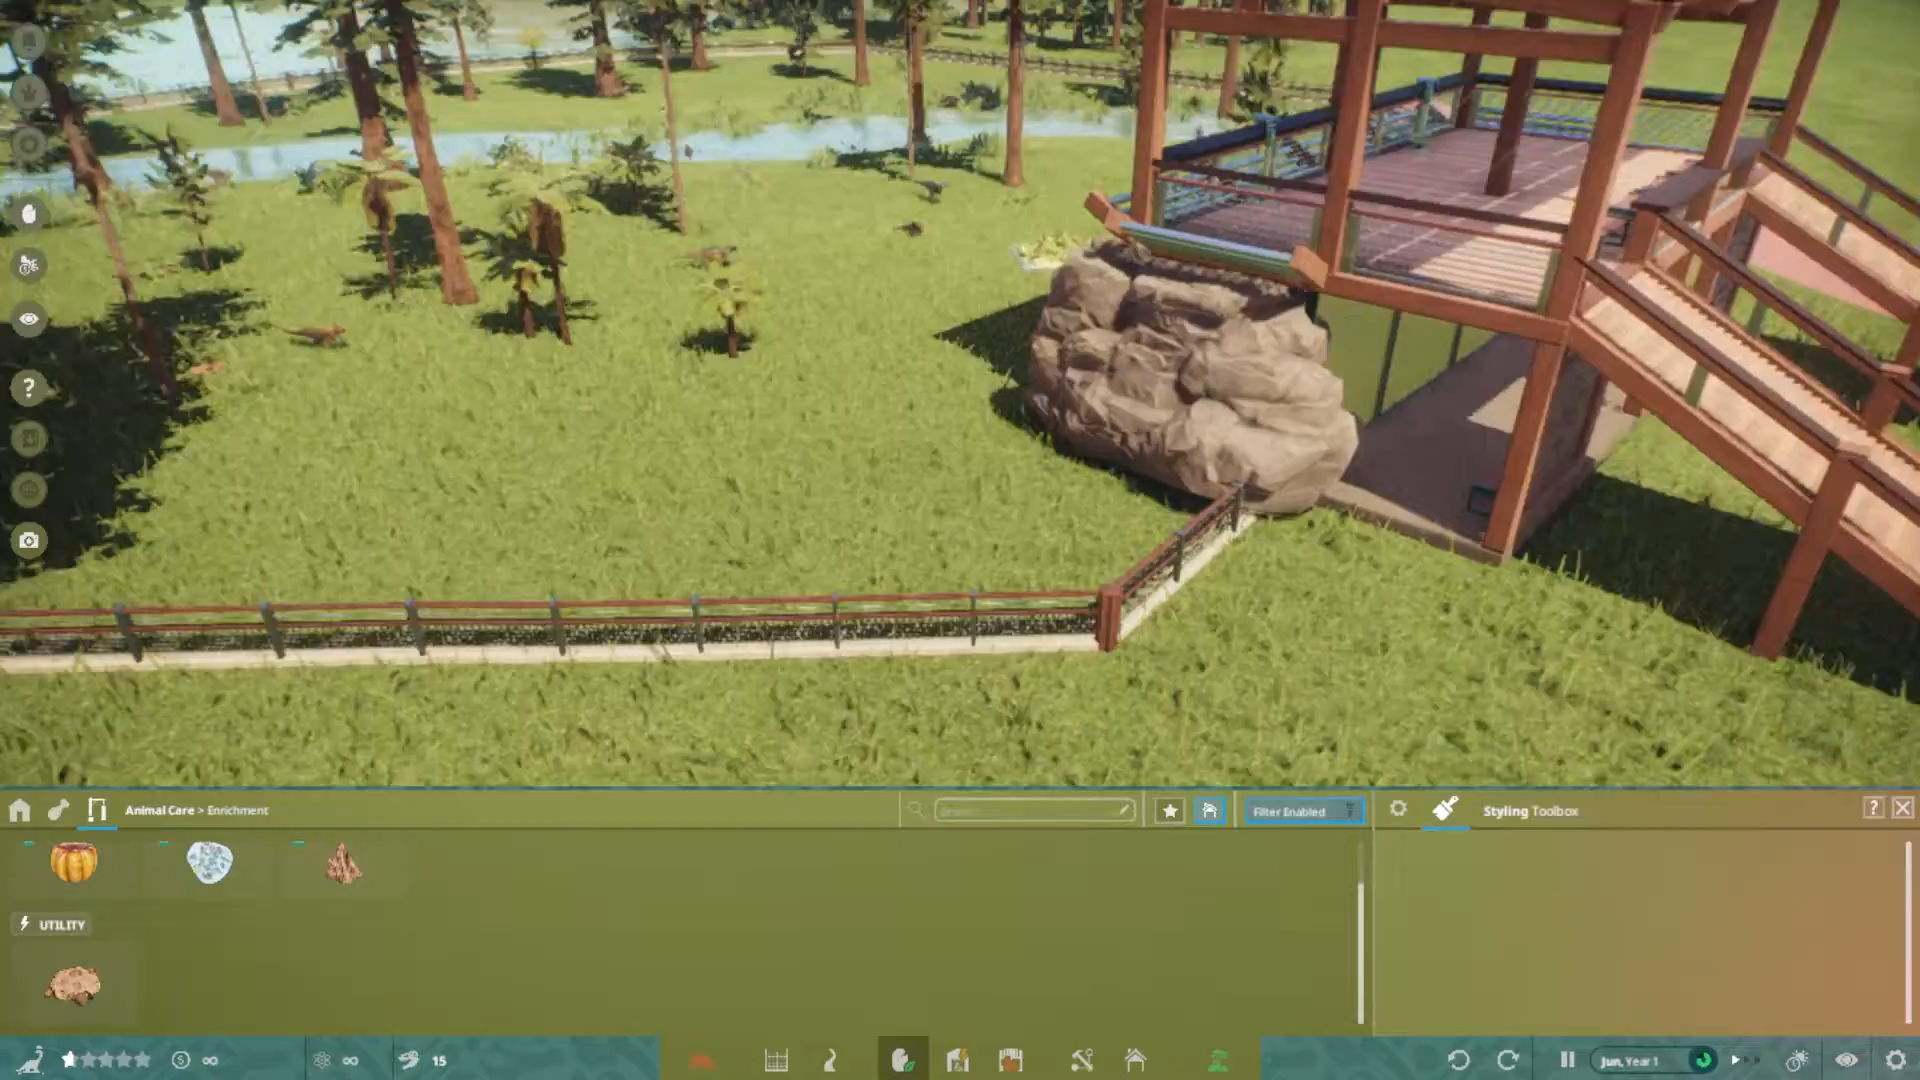 ?
Animal Care > Enrichment
Filter Enabled
Styling Toolbox
?
UTILITY
∞
∞
15
Jun, Year 1